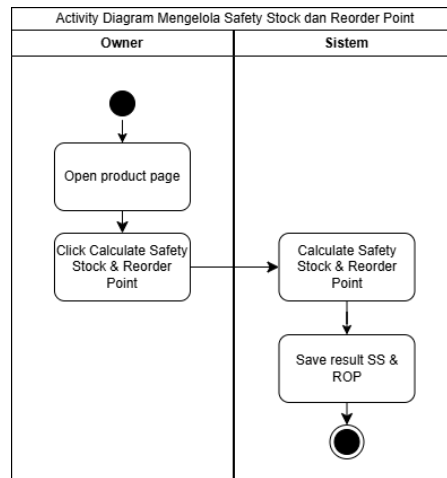 Activity Diagram Mengelola Safety Stock dan Reorder Point
Owner
Sistem
Open product page
Click Calculate Safety
Stock & Reorder
Point
Calculate Safety
Stock & Reorder
Point
Save result SS &
ROP